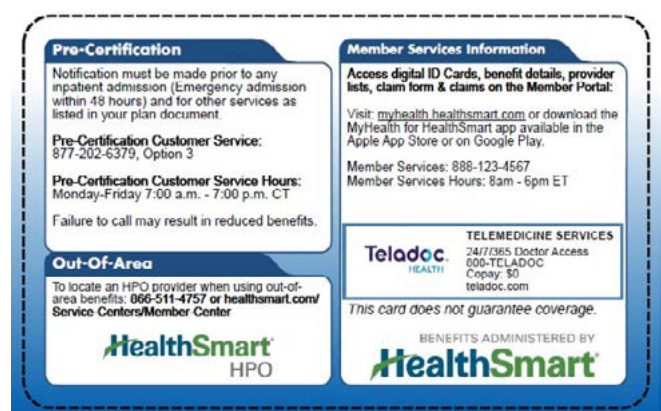 Pre-Certification
Notification must be made prior to any
inpatient admission (Emergency admission
within 48 hours) and for other services as
listed in your plan document.
Pre-Certification Customer Service:
877-202-6379, Option 3
Pre-Certification Customer Service Hours:
Monday-Friday 7:00 a.m. - 7:00 p.m. CT
Failure to call may result in reduced benefits.
Out-Of-Area
To locate an HPO provider when using out-of-
area benefits: 866-511-4757 or healthsmart.com/
Service-Centers/Member-Center
HealthSmart
HPO
Member Services Information
Access digital ID Cards, benefit details, provider
lists, claim form & claims on the Member Portal:
Visit: myhealth.healthsmart.com or download the
MyHealth for HealthSmart app available in the
Apple App Store or on Google Play.
Member Services: 888-123-4567
Member Services Hours: 8am - 6pm ET
Teladoc
HEALTH
TELEMEDICINE SERVICES
24/7/365 Doctor Access
800-TELADOC
Copay: $0
teladoc.com
This card does not guarantee coverage.
BENEFITS ADMINISTERED BY
HealthSmart